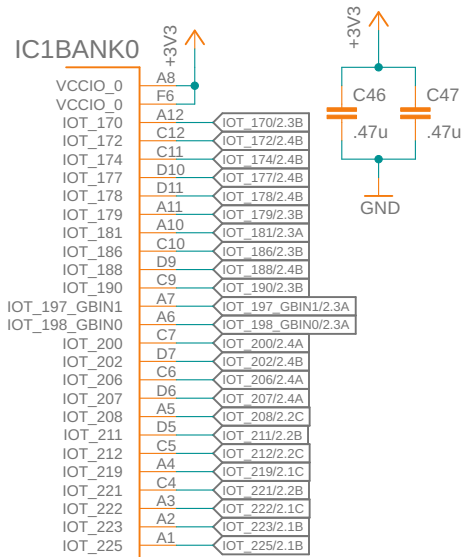 IC1BANK0
+3V3
VCCIO_0 A8
VCCIO_0 F6
IOT_170 A12 IOT_170/2.3B
IOT_172 C12 IOT_172/2.4B
IOT_174 C11 IOT_174/2.4B
IOT_177 D10 IOT_177/2.4B
IOT_178 D11 IOT_178/2.4B
IOT_179 A11 IOT_179/2.3B
IOT_181 A10 IOT_181/2.3A
IOT_186 C10 IOT_186/2.3B
IOT_188 D9 IOT_188/2.4B
IOT_190 C9 IOT_190/2.3B
IOT_197_GBIN1 A7 IOT_197_GBIN1/2.3A
IOT_198_GBIN0 A6 IOT_198_GBIN0/2.3A
IOT_200 C7 IOT_200/2.4A
IOT_202 D7 IOT_202/2.4B
IOT_206 C6 IOT_206/2.4A
IOT_207 D6 IOT_207/2.4A
IOT_208 A5 IOT_208/2.2C
IOT_211 D5 IOT_211/2.2B
IOT_212 C5 IOT_212/2.2C
IOT_219 A4 IOT_219/2.1C
IOT_221 C4 IOT_221/2.2B
IOT_222 A3 IOT_222/2.1C
IOT_223 A2 IOT_223/2.1B
IOT_225 A1 IOT_225/2.1B
+3V3
C46 C47
.47u .47u
GND